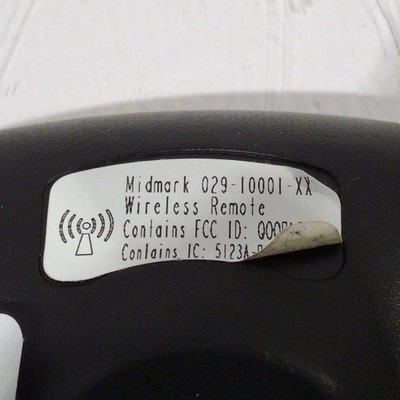 Midmark 029-10001-XX
Wireless Remote
Contains FCC ID:
Contains IC: